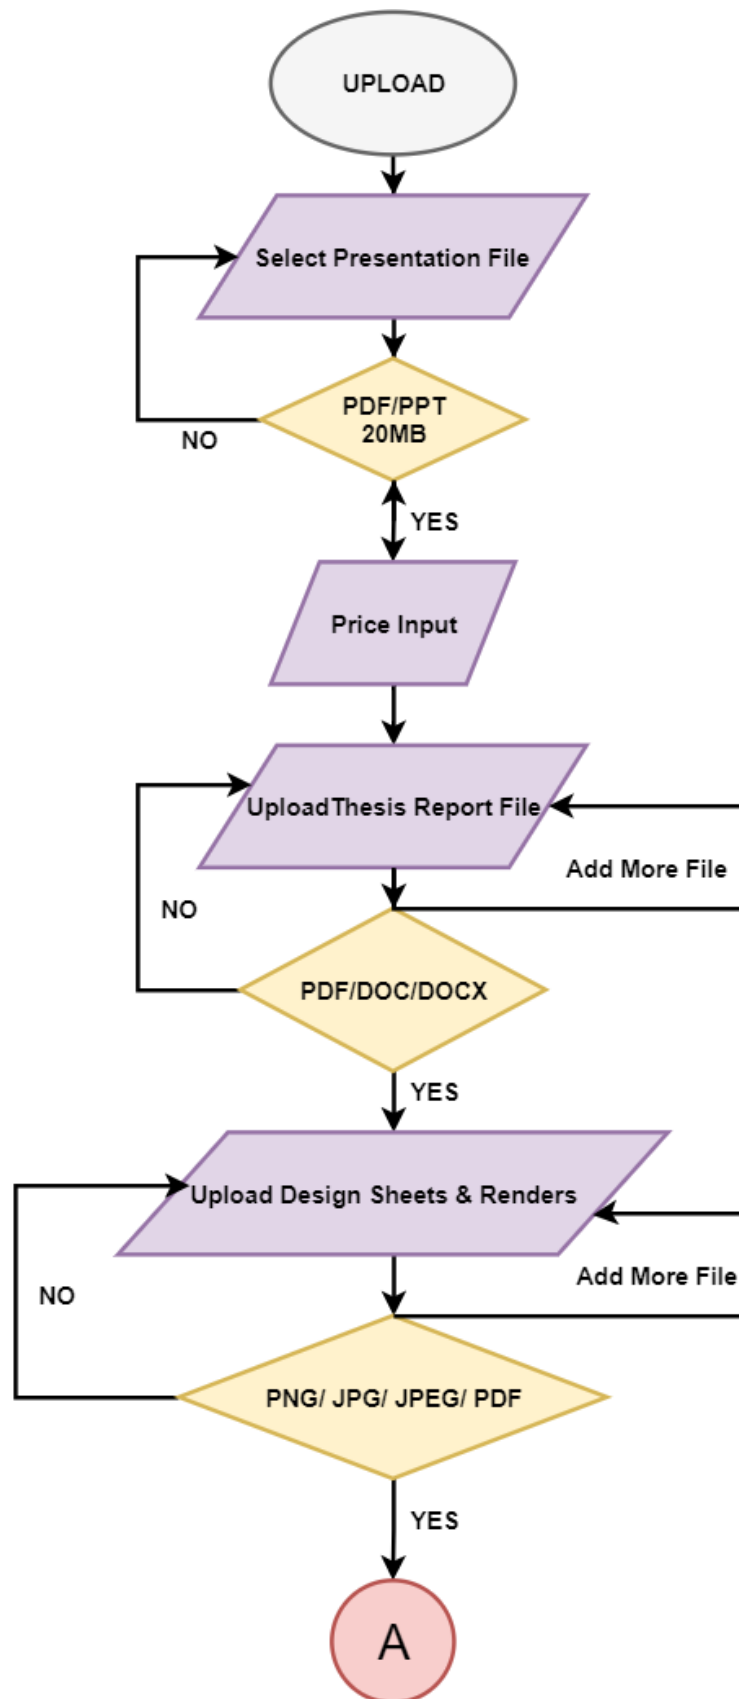 UPLOAD
Select Presentation File
PDF/PPT
20MB
NO
YES
Price Input
UploadThesis Report File
Add More File
NO
PDF/DOC/DOCX
YES
Upload Design Sheets & Renders
Add More File
NO
PNG/ JPG/ JPEG/ PDF
YES
A